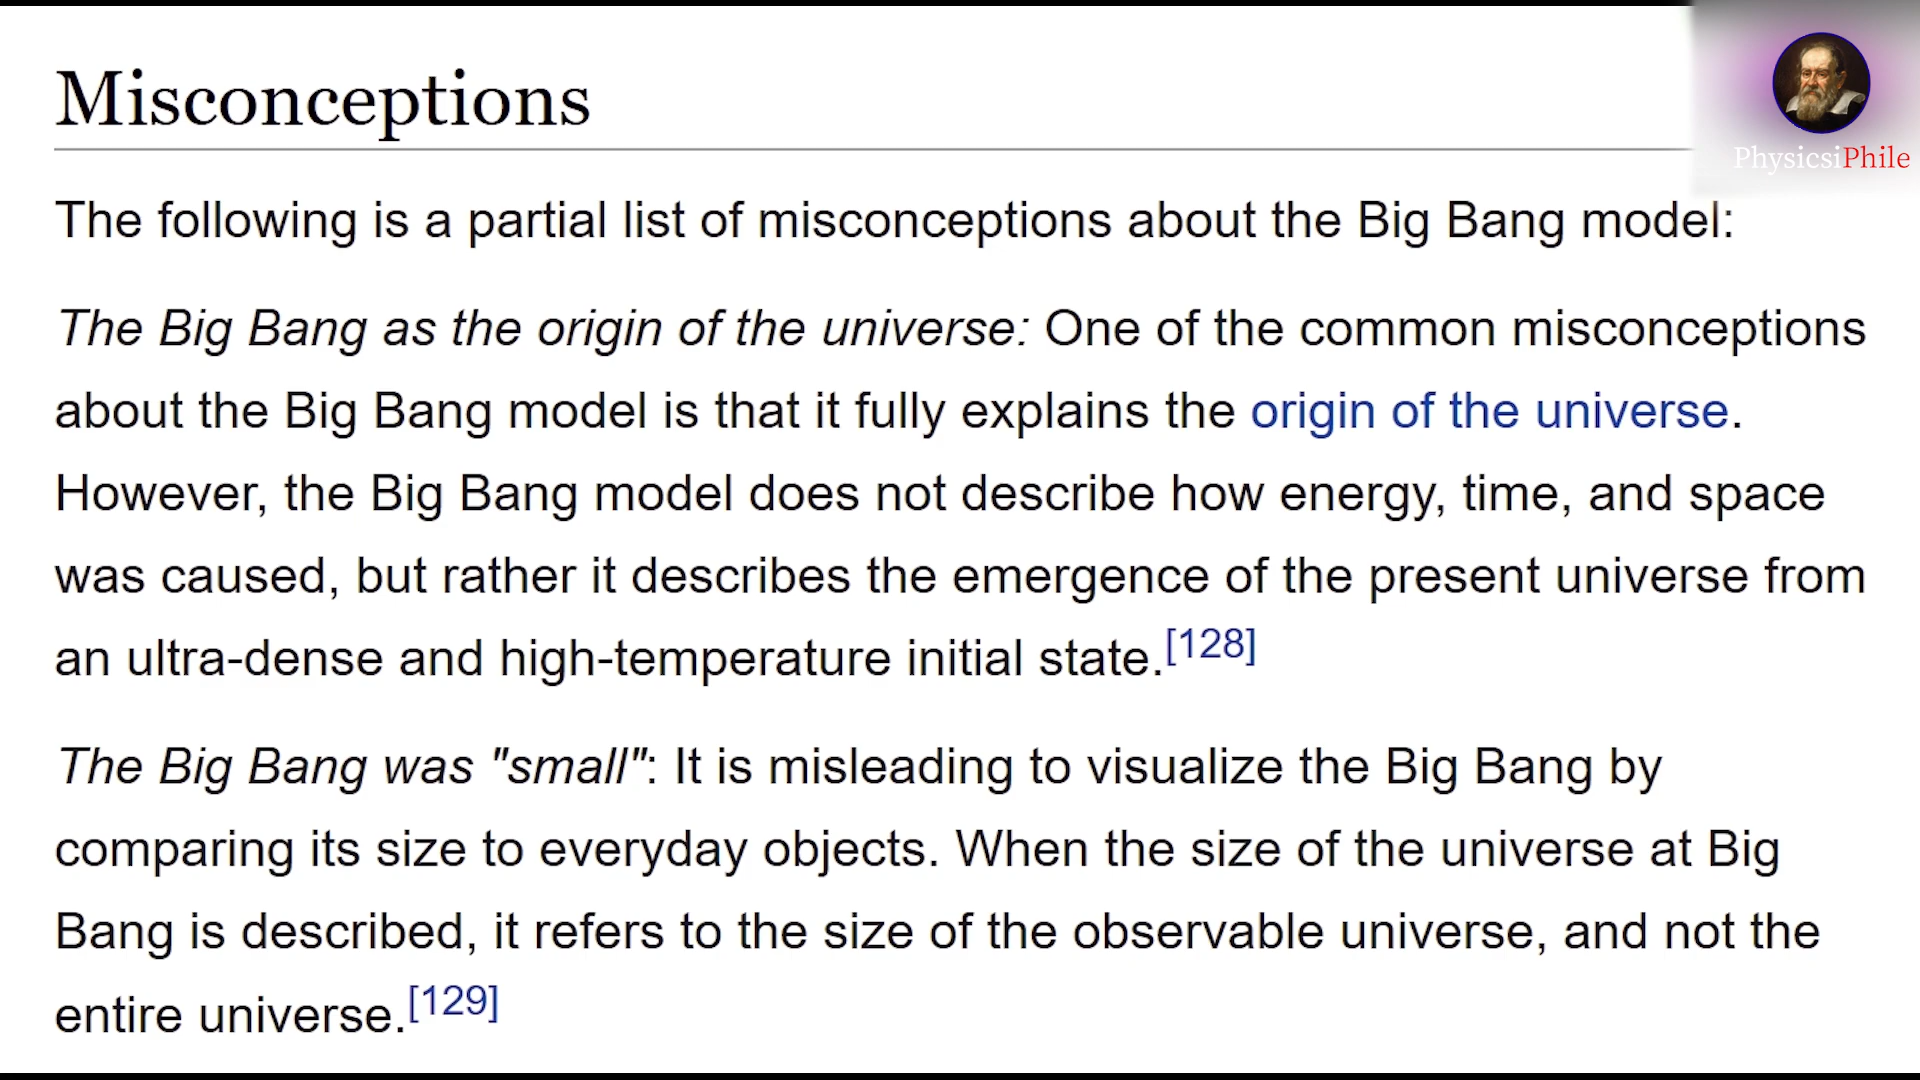 Misconceptions
PhysicsiPhile
The following is a partial list of misconceptions about the Big Bang model:
The Big Bang as the origin of the universe: One of the common misconceptions
about the Big Bang model is that it fully explains the origin of the universe.
However, the Big Bang model does not describe how energy, time, and space
was caused, but rather it describes the emergence of the present universe from
an ultra-dense and high-temperature initial state.[128]
The Big Bang was "small": It is misleading to visualize the Big Bang by
comparing its size to everyday objects. When the size of the universe at Big
Bang is described, it refers to the size of the observable universe, and not the
entire universe.[129]